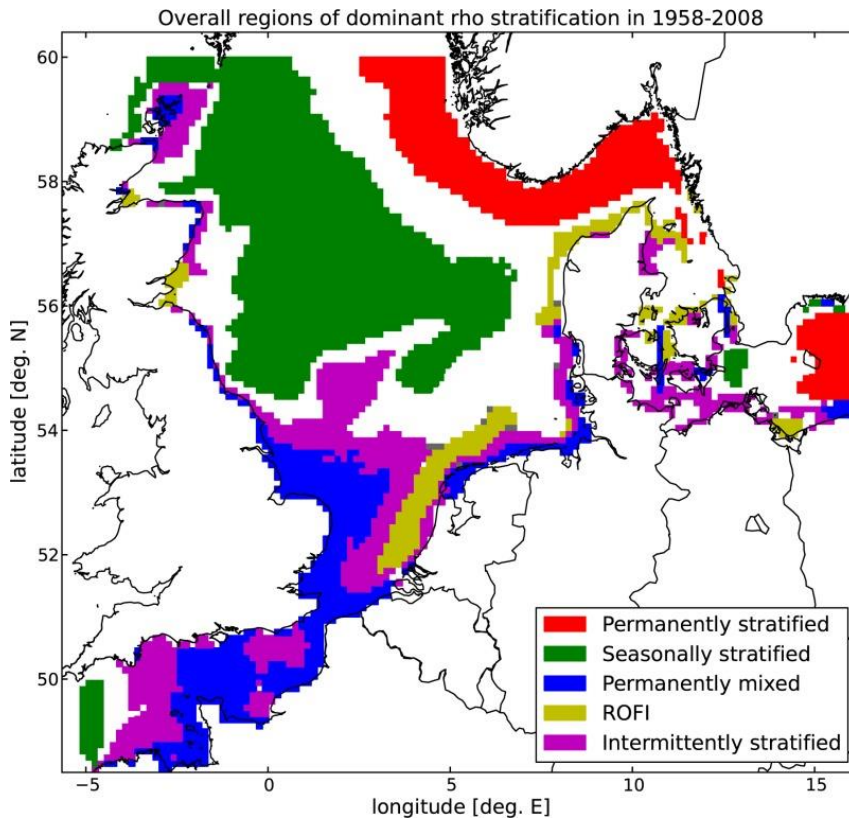 Overall regions of dominant rho stratification in 1958-2008
60
58
56
54
52
50
latitude [deg. N]
−5
0
5
10
15
longitude [deg. E]
Permanently stratified
Seasonally stratified
Permanently mixed
ROFI
Intermittently stratified